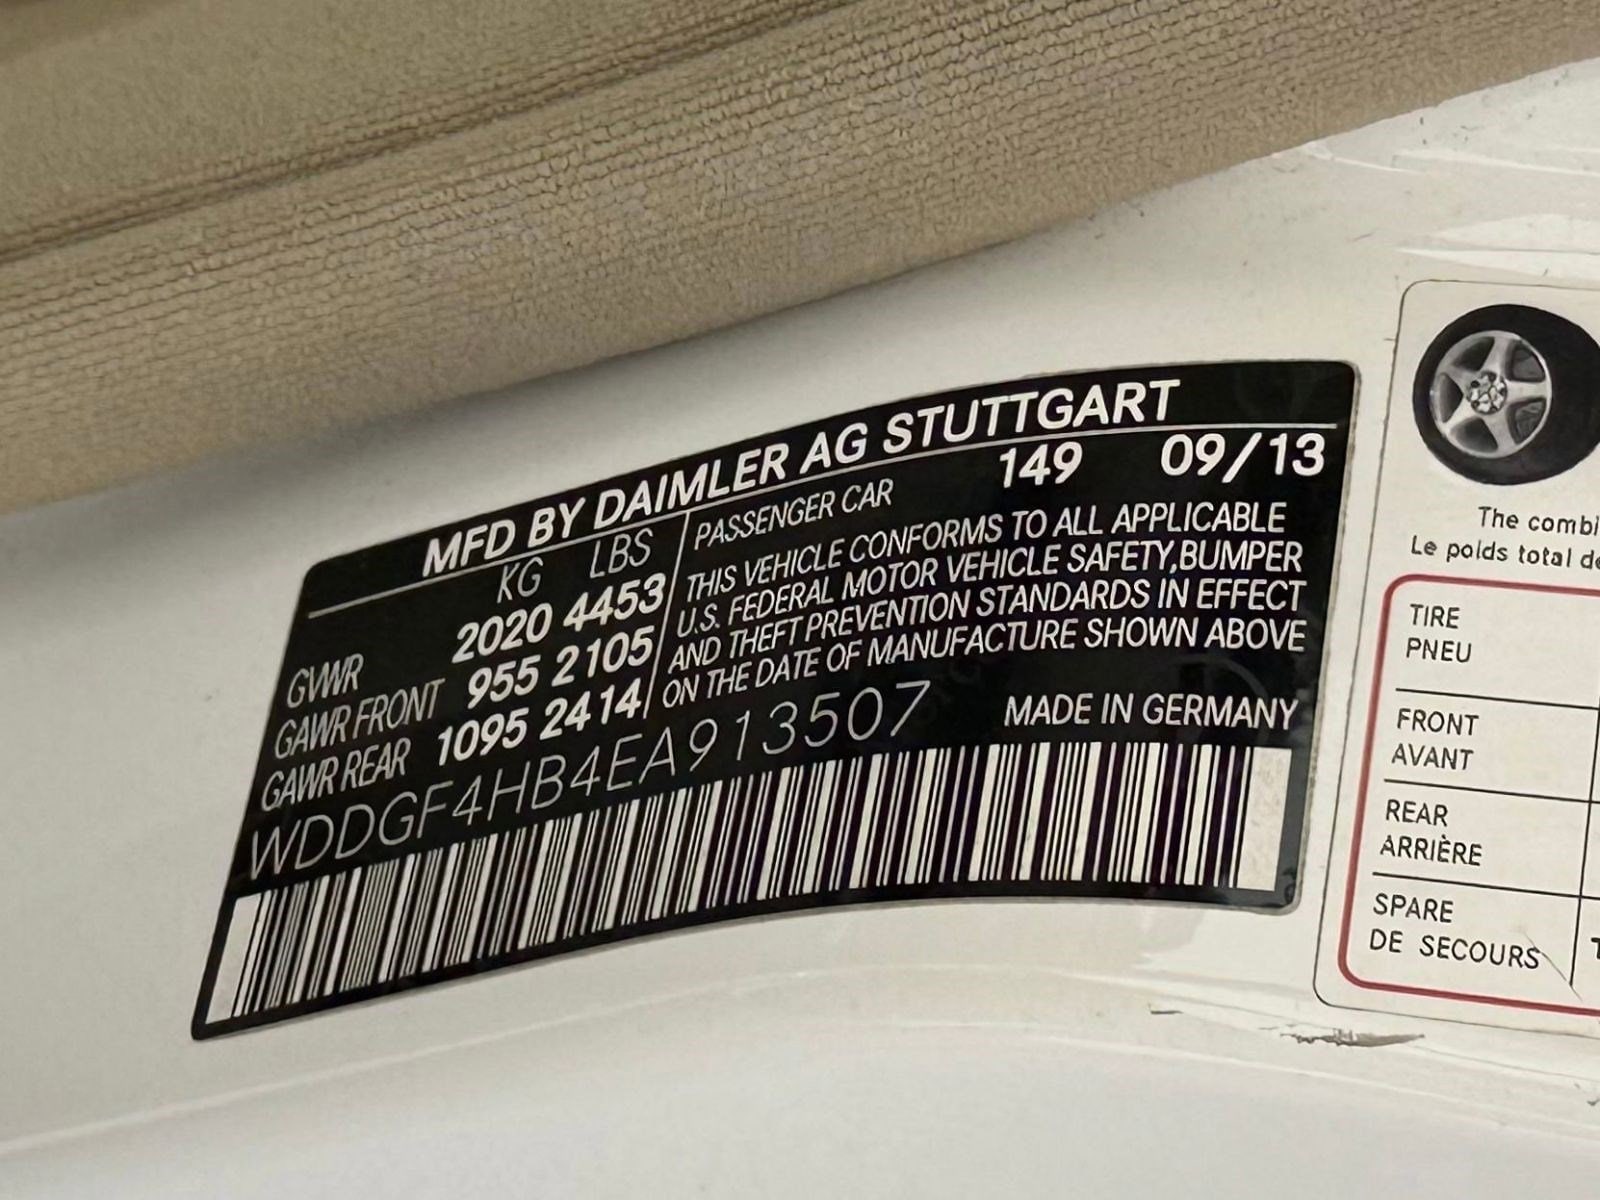 MFD BY DAIMLER AG STUTTGART
KG LBS
GVWR 2020 4453
GAWR FRONT 955 2105
GAWR REAR 1095 2414
PASSENGER CAR 149 09/13
THIS VEHICLE CONFORMS TO ALL APPLICABLE
U.S. FEDERAL MOTOR VEHICLE SAFETY,BUMPER
AND THEFT PREVENTION STANDARDS IN EFFECT
ON THE DATE OF MANUFACTURE SHOWN ABOVE
WDDGF4HB4EA913507 MADE IN GERMANY
The combi
Le poids total de
TIRE
PNEU
FRONT
AVANT
REAR
ARRIÈRE
SPARE
DE SECOURS